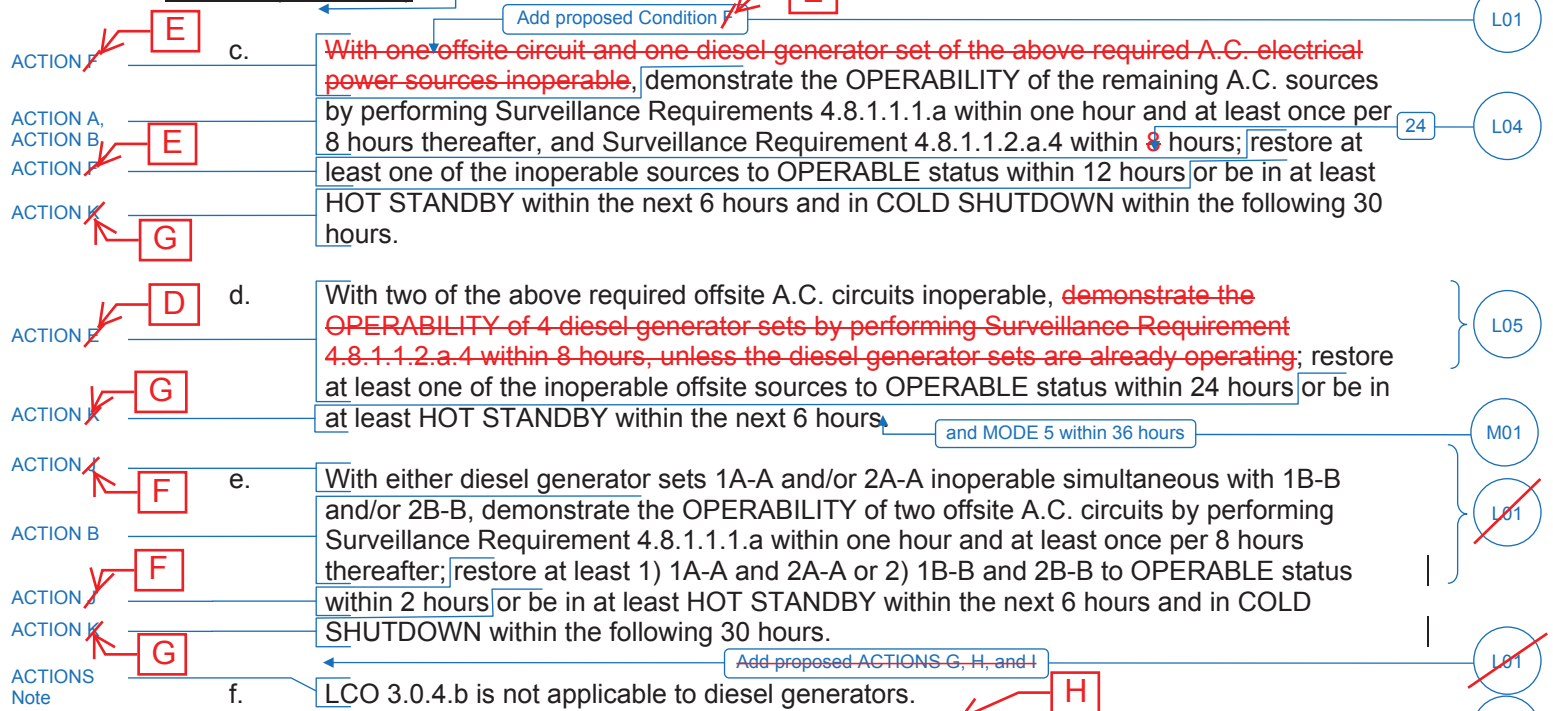 Add proposed Condition F
L01
E
ACTION F
c. With one offsite circuit and one diesel generator set of the above required A.C. electrical
power sources inoperable, demonstrate the OPERABILITY of the remaining A.C. sources
ACTION A,
by performing Surveillance Requirements 4.8.1.1.1.a within one hour and at least once per
24
L04
ACTION B
E
8 hours thereafter, and Surveillance Requirement 4.8.1.1.2.a.4 within 8 hours; restore at
ACTION F
least one of the inoperable sources to OPERABLE status within 12 hours or be in at least
ACTION K
HOT STANDBY within the next 6 hours and in COLD SHUTDOWN within the following 30
G
hours.
D
d. With two of the above required offsite A.C. circuits inoperable, demonstrate the
OPERABILITY of 4 diesel generator sets by performing Surveillance Requirement
L05
ACTION E
4.8.1.1.2.a.4 within 8 hours, unless the diesel generator sets are already operating; restore
G
at least one of the inoperable offsite sources to OPERABLE status within 24 hours or be in
ACTION K
at least HOT STANDBY within the next 6 hours.
and MODE 5 within 36 hours
M01
ACTION J
F
e. With either diesel generator sets 1A-A and/or 2A-A inoperable simultaneous with 1B-B
and/or 2B-B, demonstrate the OPERABILITY of two offsite A.C. circuits by performing
L01
ACTION B
Surveillance Requirement 4.8.1.1.1.a within one hour and at least once per 8 hours
F
thereafter; restore at least 1) 1A-A and 2A-A or 2) 1B-B and 2B-B to OPERABLE status
ACTION J
within 2 hours or be in at least HOT STANDBY within the next 6 hours and in COLD
ACTION K
SHUTDOWN within the following 30 hours.
G
Add proposed ACTIONS G, H, and I
L01
ACTIONS
Note
f. LCO 3.0.4.b is not applicable to diesel generators.
H